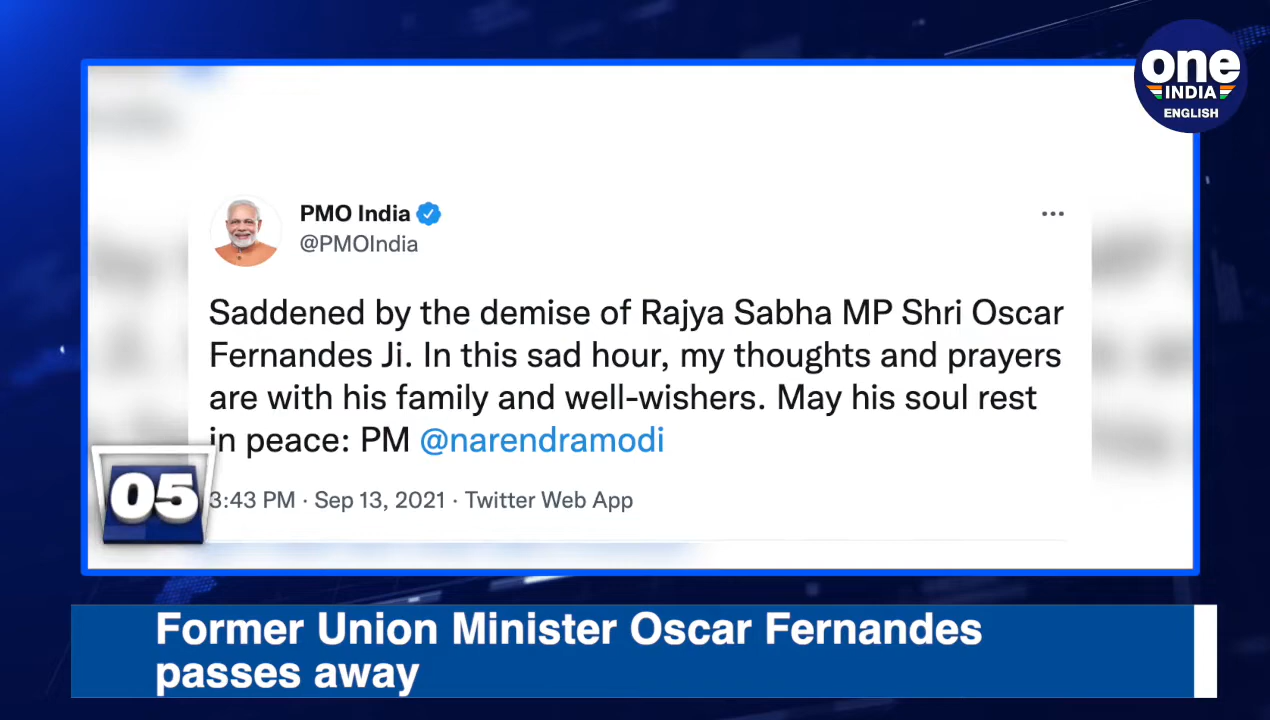 one
INDIA
ENGLISH
PMO India
@PMOIndia
Saddened by the demise of Rajya Sabha MP Shri Oscar
Fernandes Ji. In this sad hour, my thoughts and prayers
are with his family and well-wishers. May his soul rest
in peace: PM @narendramodi
3:43 PM · Sep 13, 2021 · Twitter Web App
05
Former Union Minister Oscar Fernandes
passes away